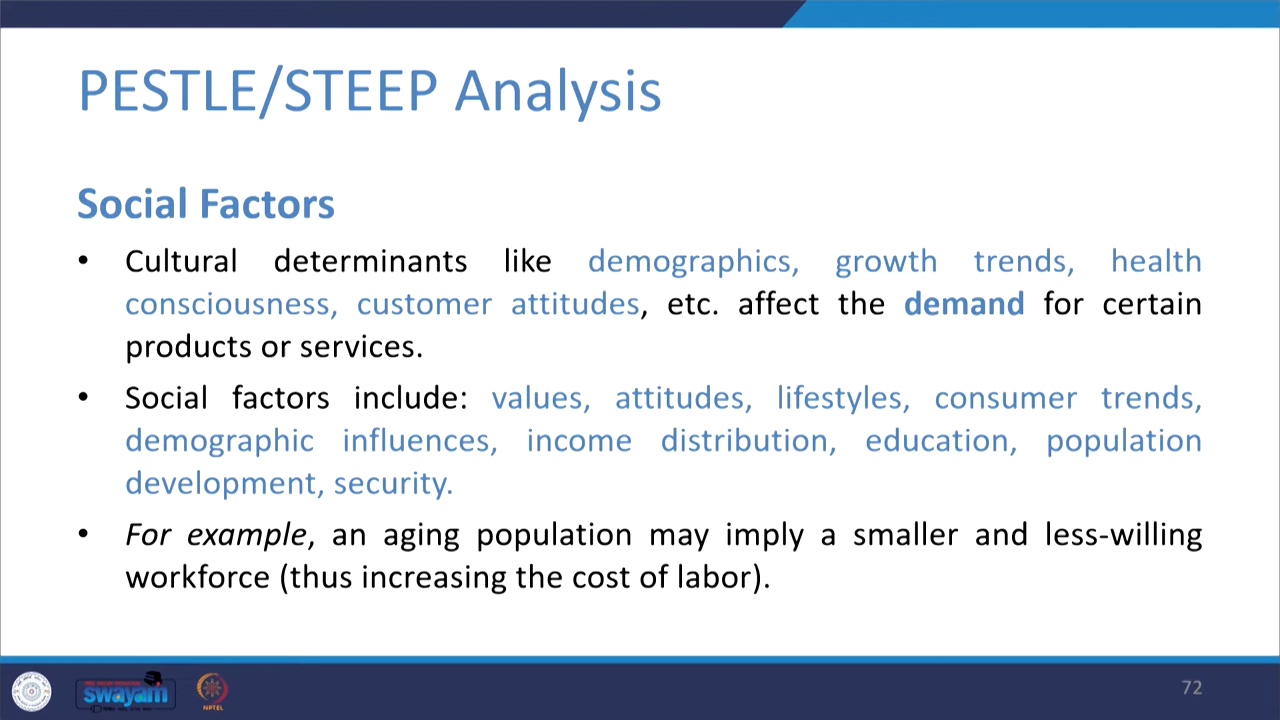 PESTLE/STEEP Analysis
Social Factors
• Cultural determinants like demographics, growth trends, health
consciousness, customer attitudes, etc. affect the demand for certain
products or services.
• Social factors include: values, attitudes, lifestyles, consumer trends,
demographic influences, income distribution, education, population
development, security.
• For example, an aging population may imply a smaller and less-willing
workforce (thus increasing the cost of labor).
swayam
NPTEL
72